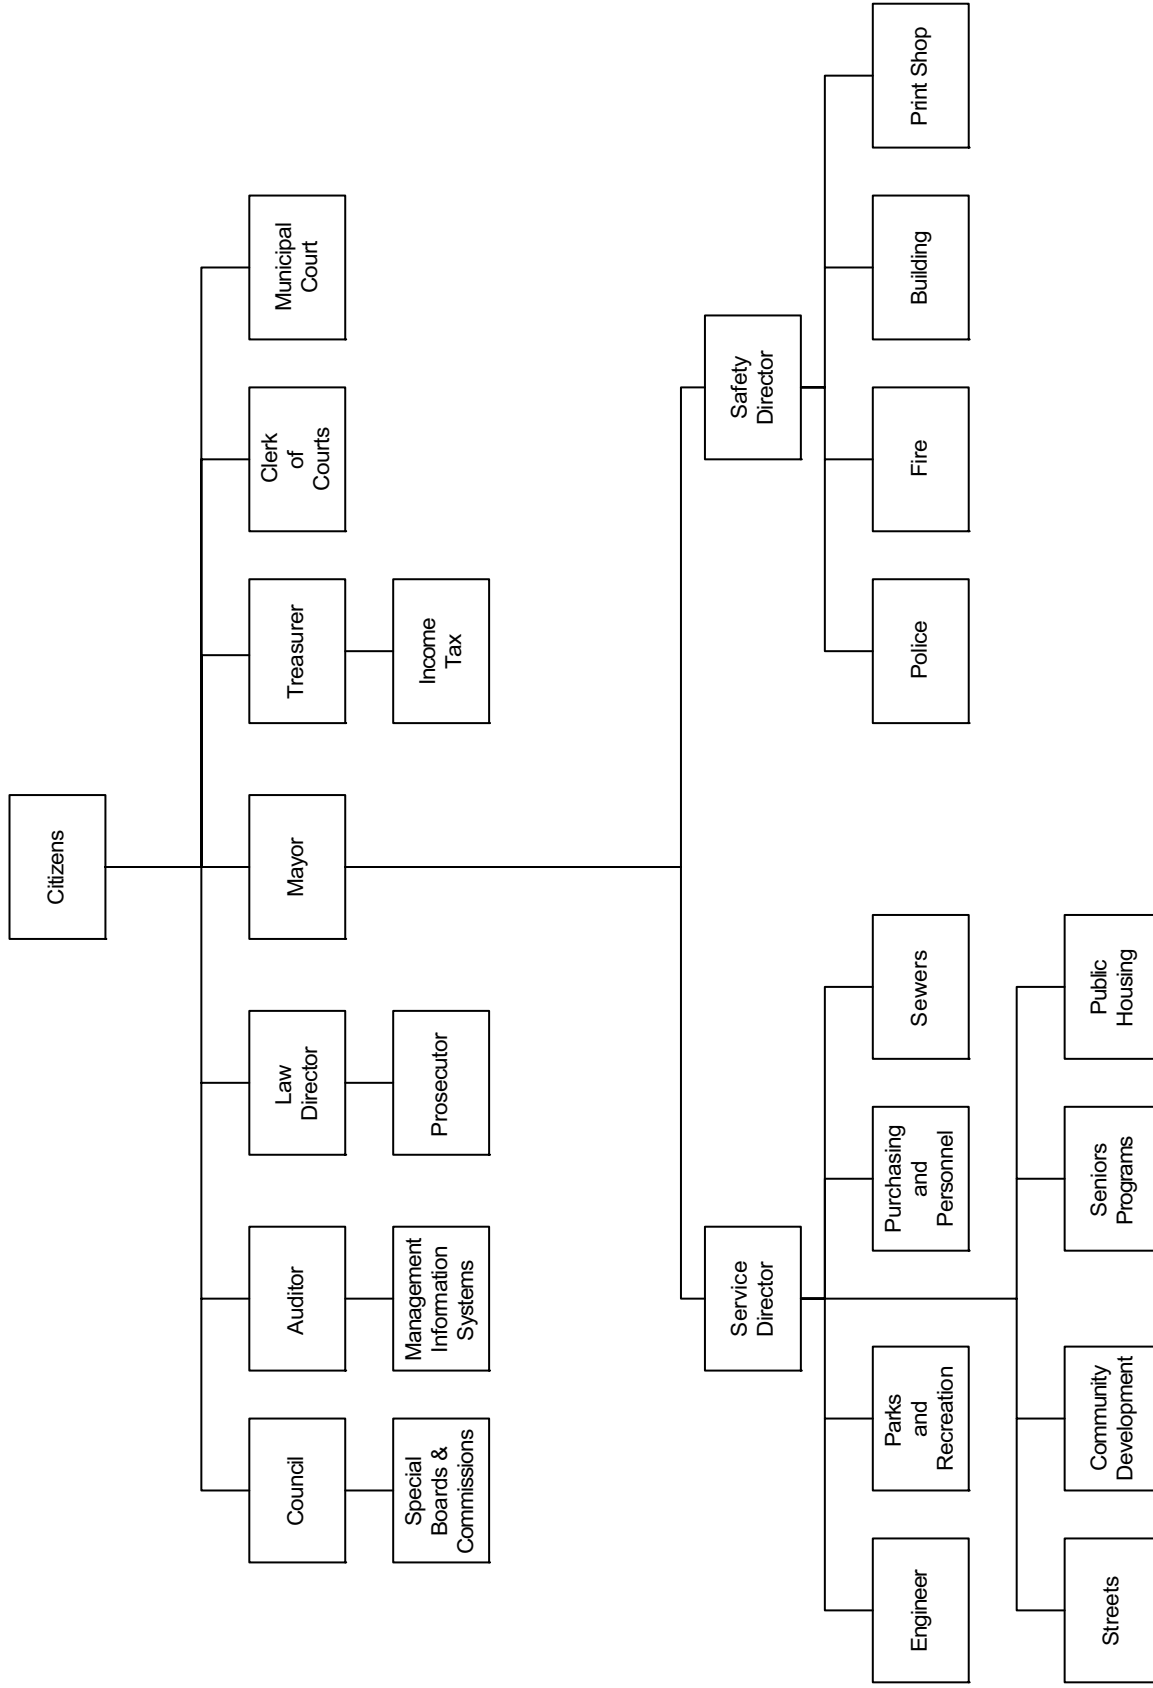 Citizens
Council
Auditor
Law
Director
Mayor
Treasurer
Clerk
of
Courts
Municipal
Court
Special
Boards &
Commissions
Management
Information
Systems
Prosecutor
Income
Tax
Service
Director
Safety
Director
Engineer
Parks
and
Recreation
Purchasing
and
Personnel
Sewers
Police
Fire
Building
Print Shop
Streets
Community
Development
Seniors
Programs
Public
Housing